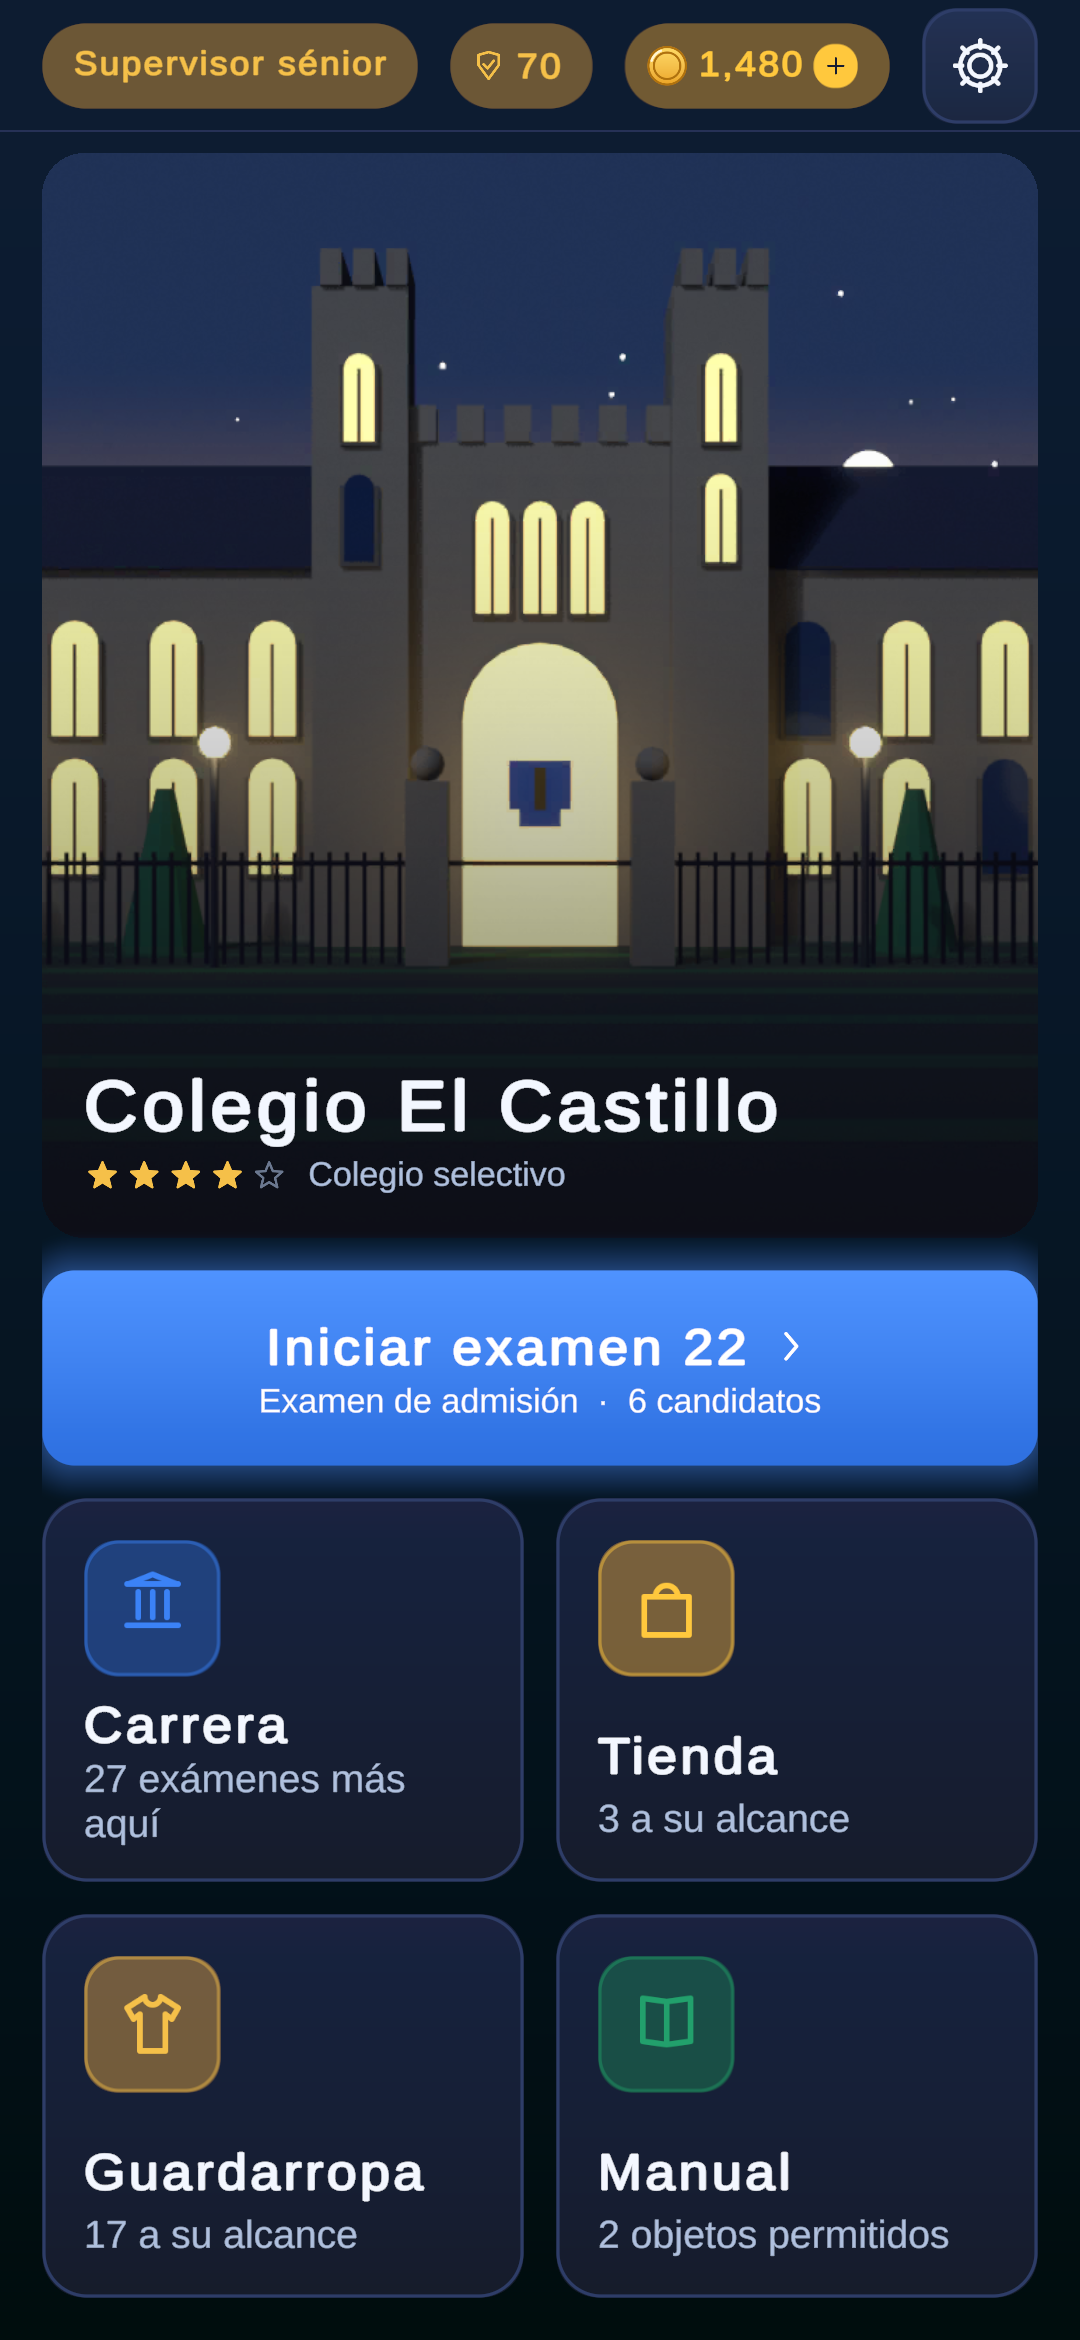 Supervisor sénior
70
1,480
Colegio El Castillo
Colegio selectivo
Iniciar examen 22
Examen de admisión · 6 candidatos
Carrera
27 exámenes más
aquí
Tienda
3 a su alcance
Guardarropa
17 a su alcance
Manual
2 objetos permitidos